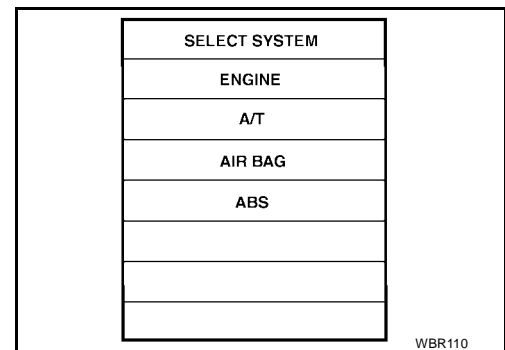 SELECT SYSTEM
ENGINE
A/T
AIR BAG
ABS
WBR110